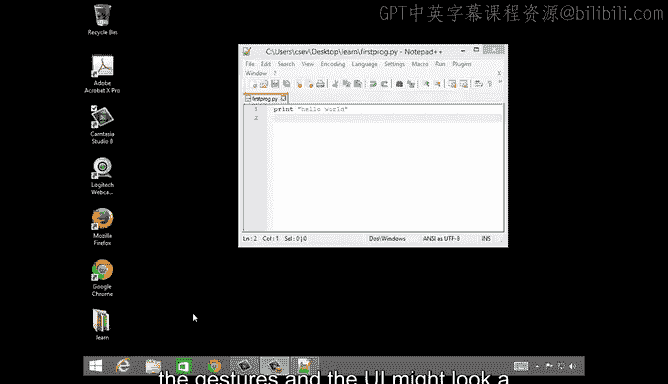 GPT中英字幕课程资源@bilibili.com
Recycle Bin
Adobe
Acrobat X Pro
Camtasia
Studio 8
Logitech
Webca...
Mozilla
Firefox
Google
Chrome
learn
C:\Users\csev\Desktop\learn\firstprog.py - Notepad++
File Edit Search View Encoding Language Settings Macro Run Plugins
Window ? X
firstprog.py
1 print "hello world"
2
Ln : 2 Col : 1 Sel : 0 | 0 Dos\Windows ANSI as UTF-8 INS
the gestures and the UI might look a